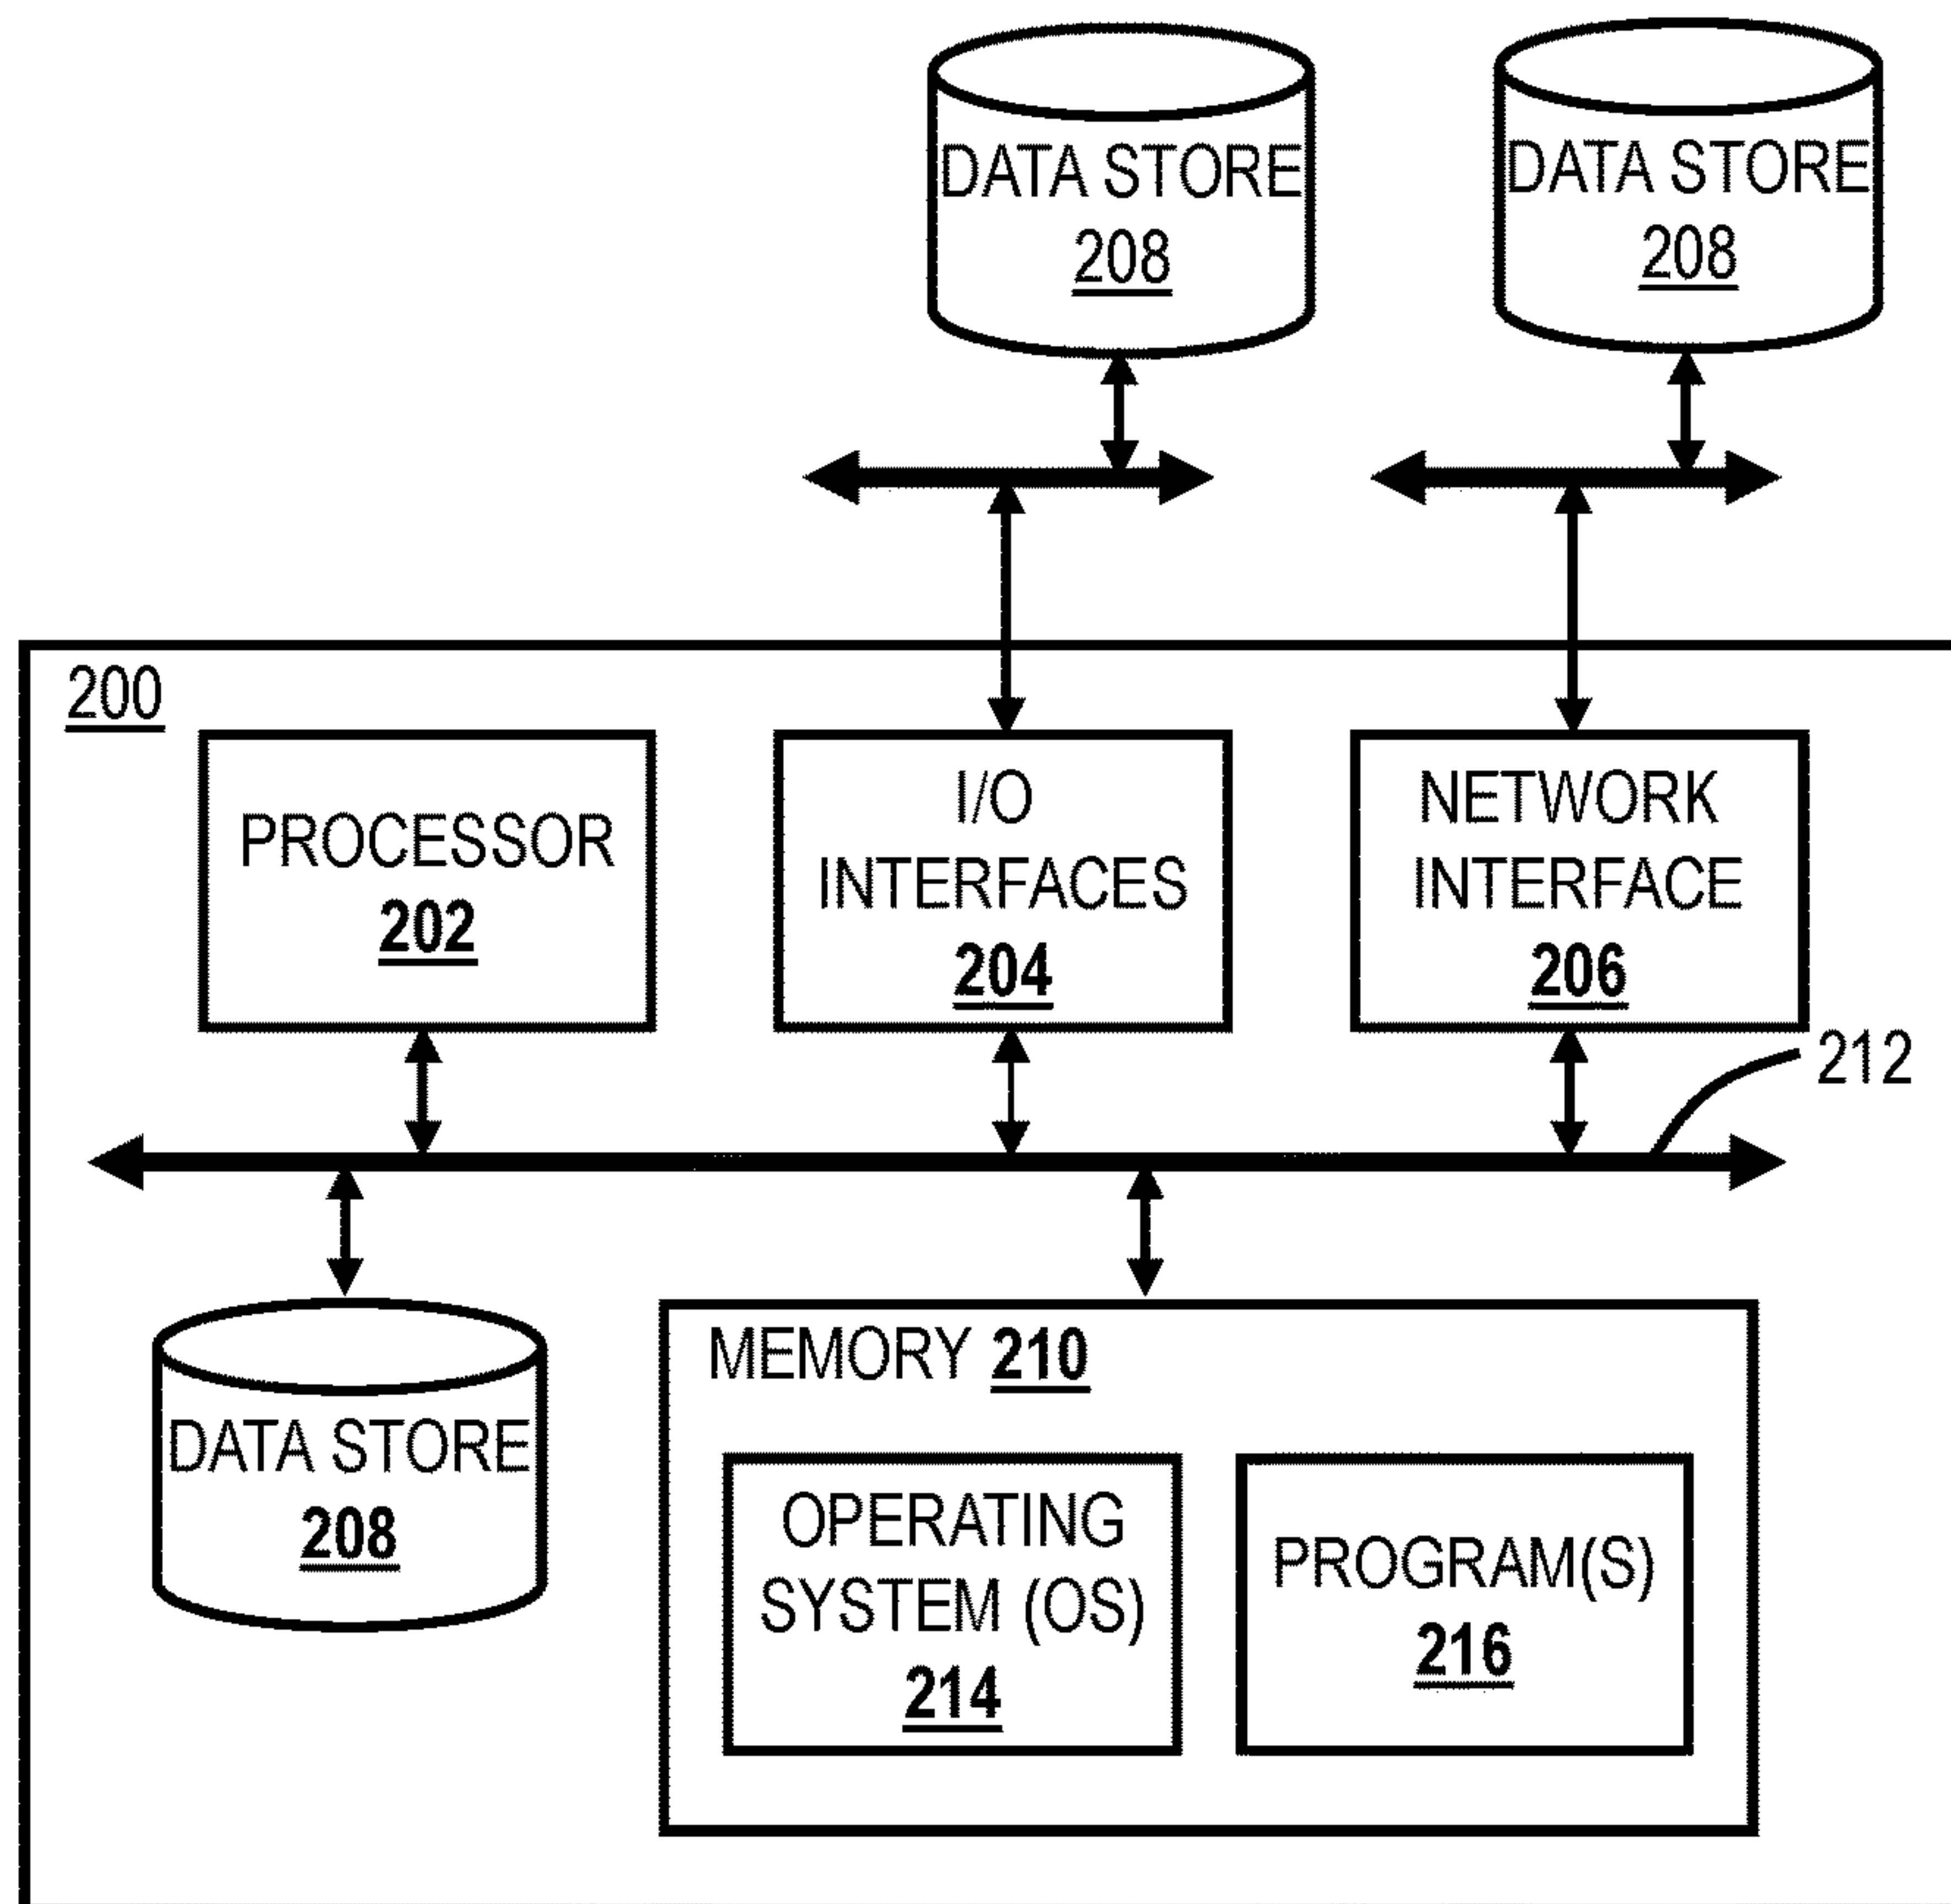 DATA STORE
208
DATA STORE
208
200
PROCESSOR
202
I/O
INTERFACES
204
NETWORK
INTERFACE
206
212
DATA STORE
208
MEMORY 210
OPERATING
SYSTEM (OS)
214
PROGRAM(S)
216